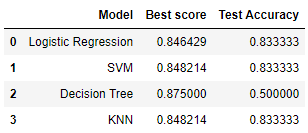 Model Best score Test Accuracy
0 Logistic Regression 0.846429 0.833333
1 SVM 0.848214 0.833333
2 Decision Tree 0.875000 0.500000
3 KNN 0.848214 0.833333